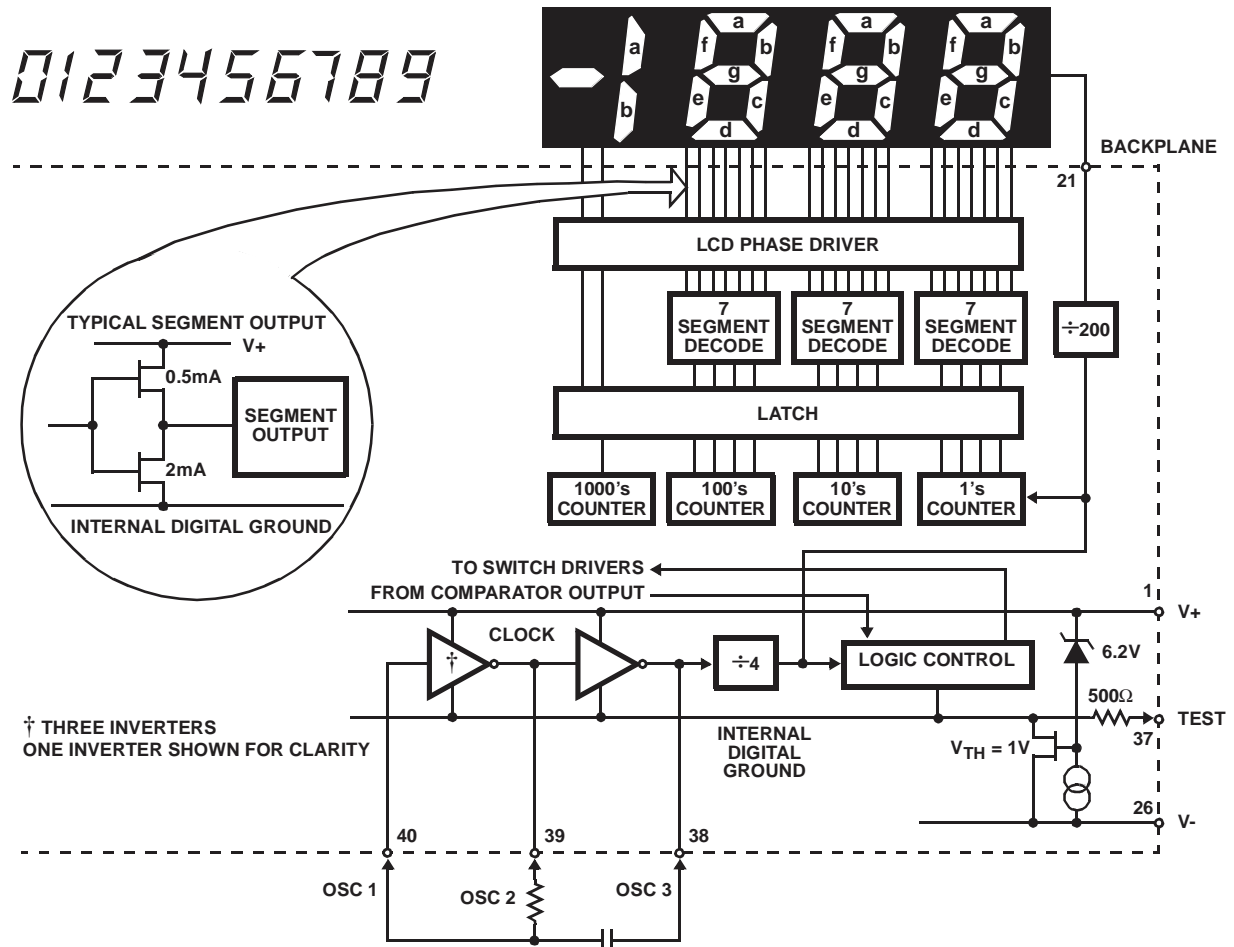 0123456789
a
b
a
f
b
g
e
c
d
a
f
b
g
e
c
d
a
f
b
g
e
c
d
BACKPLANE
21
LCD PHASE DRIVER
TYPICAL SEGMENT OUTPUT
V+
0.5mA
SEGMENT
OUTPUT
2mA
INTERNAL DIGITAL GROUND
7
SEGMENT
DECODE
7
SEGMENT
DECODE
7
SEGMENT
DECODE
÷200
LATCH
1000's
COUNTER
100's
COUNTER
10's
COUNTER
1's
COUNTER
TO SWITCH DRIVERS
FROM COMPARATOR OUTPUT
1
V+
CLOCK
†
÷4
LOGIC CONTROL
6.2V
500Ω
TEST
37
† THREE INVERTERS
ONE INVERTER SHOWN FOR CLARITY
INTERNAL
DIGITAL
GROUND
VTH = 1V
26
V-
40
39
38
OSC 1
OSC 2
OSC 3